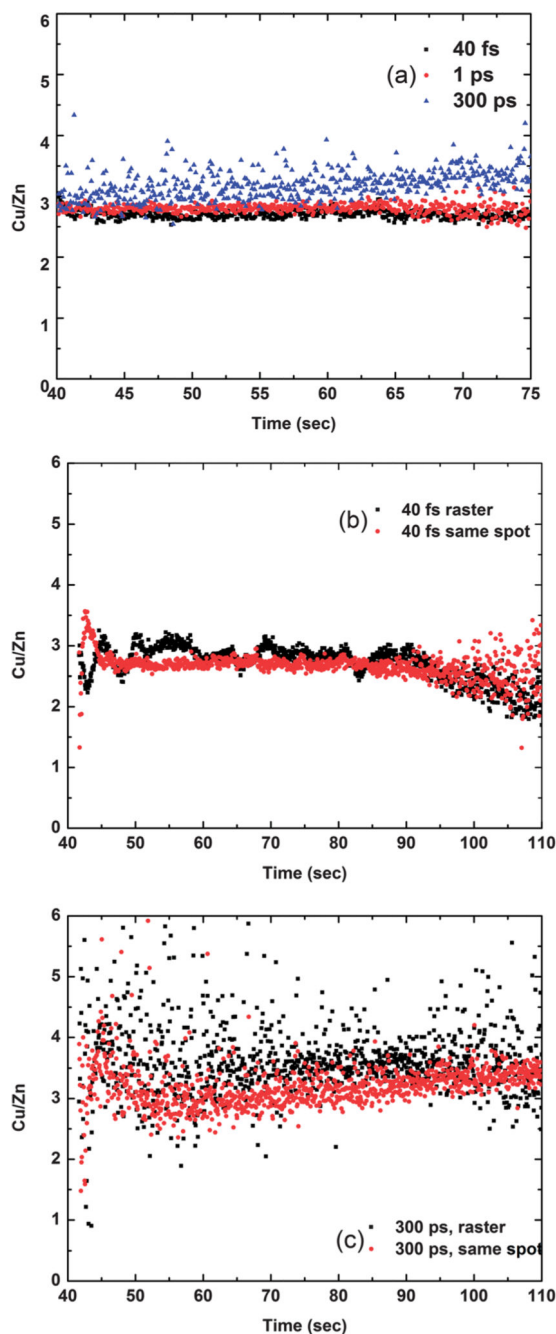 6
40 fs
(a)
1 ps
5
300 ps
4
Cu/Zn
3
2
1
0
40 45 50 55 60 65 70 75
Time (sec)
6
(b)
40 fs raster
5
40 fs same spot
4
Cu/Zn
3
2
1
0
40 50 60 70 80 90 100 110
Time (sec)
6
5
4
Cu/Zn
3
2
1
(c)
300 ps, raster
300 ps, same spot
0
40 50 60 70 80 90 100 110
Time (sec)